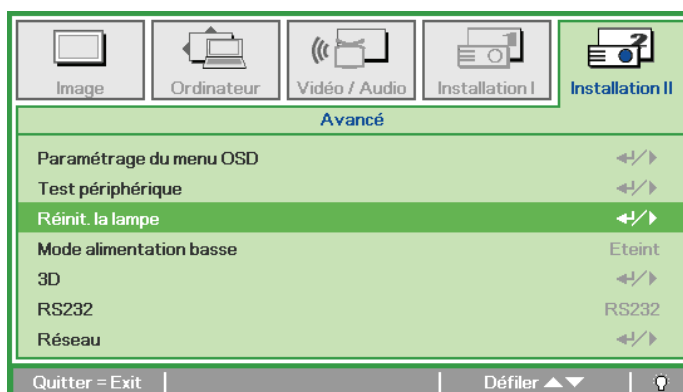 Image Ordinateur Vidéo / Audio Installation I Installation II
Avancé
Paramétrage du menu OSD
Test périphérique
Réinit. la lampe
Mode alimentation basse Eteint
3D
RS232 RS232
Réseau
Quitter = Exit Défiler